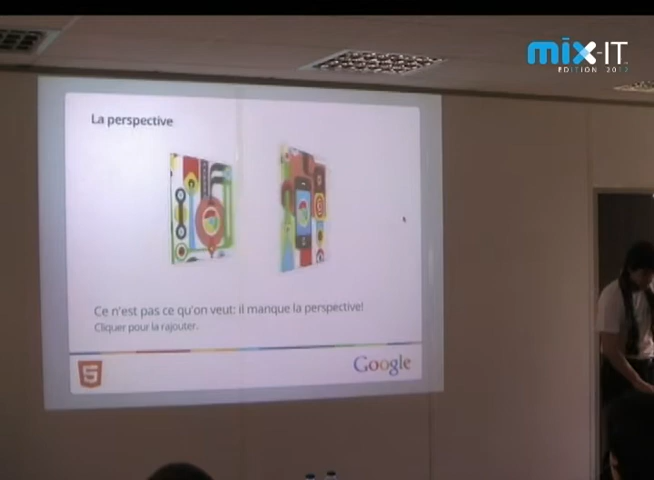 mix-IT
EDITION 2012
La perspective
Ce n'est pas ce qu'on veut: il manque la perspective!
Cliquer pour la rajouter.
5
Google